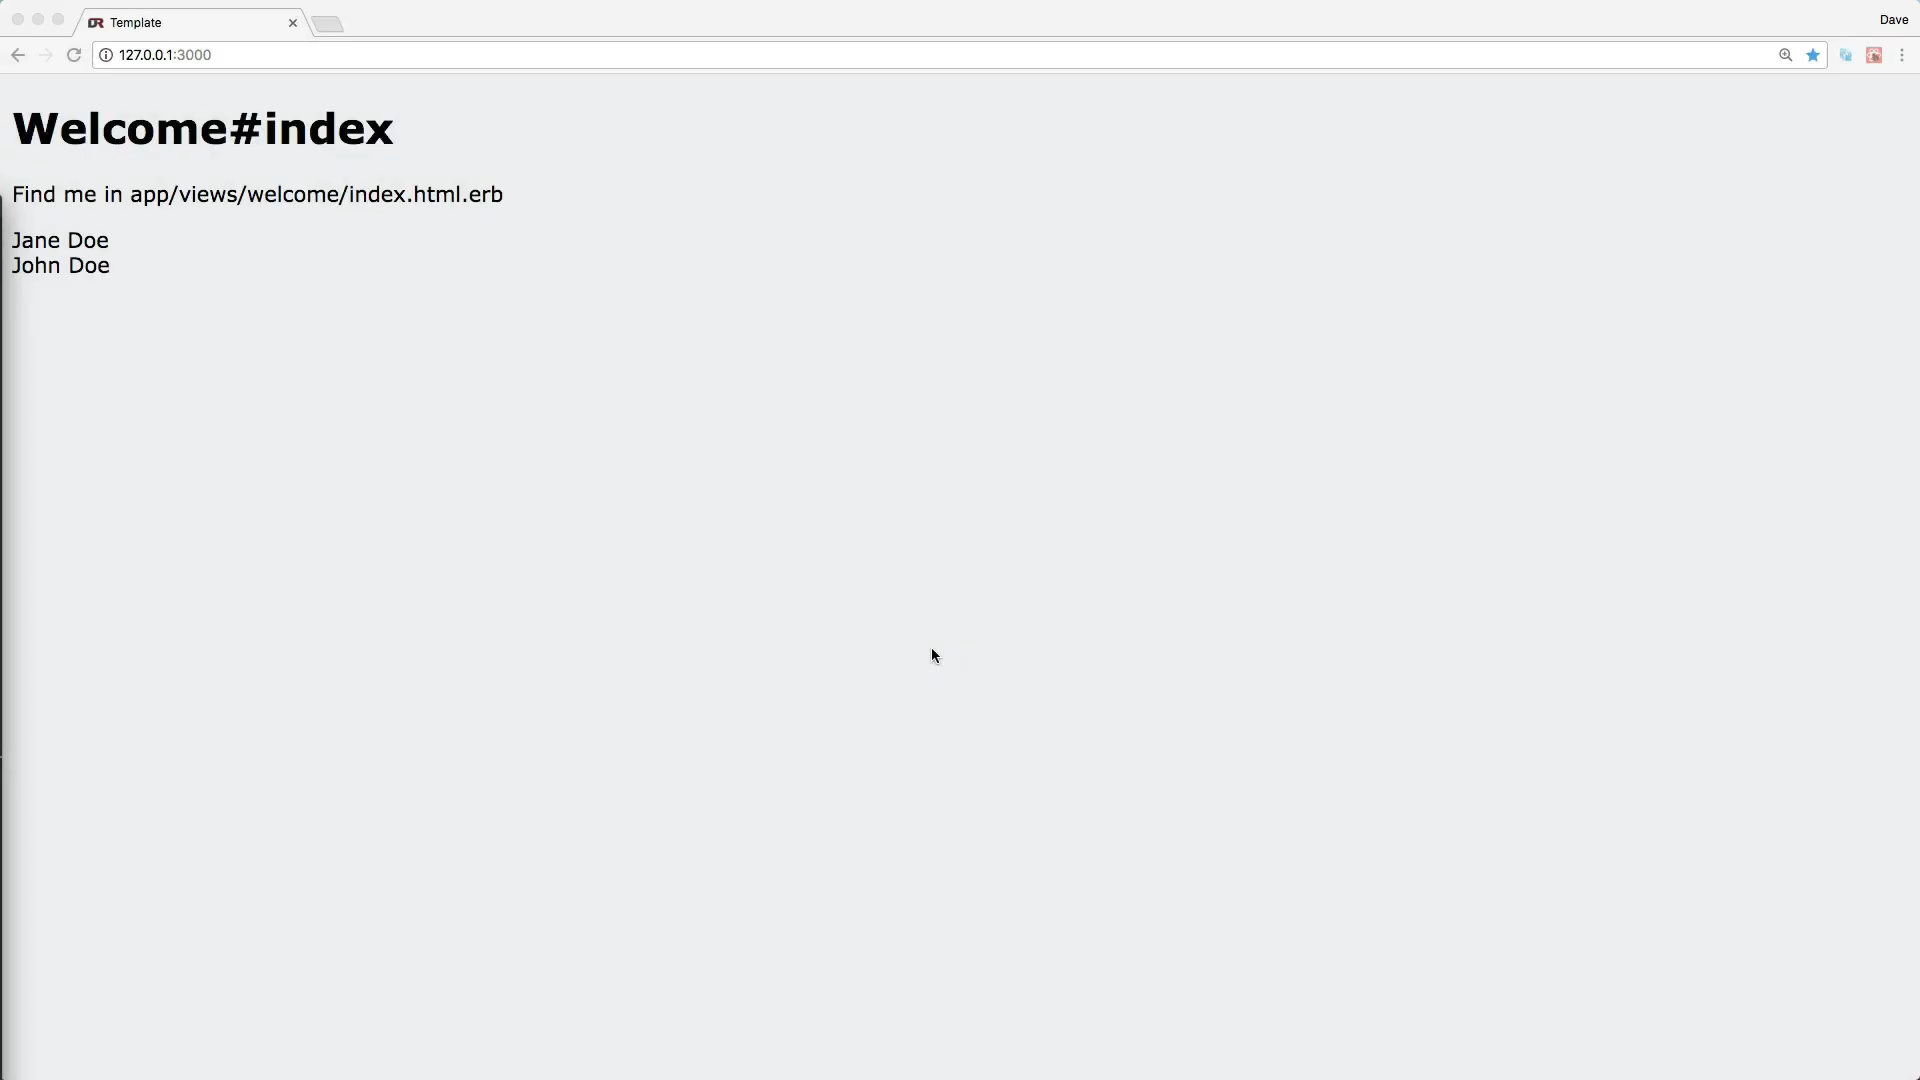 Template
Dave
127.0.0.1:3000
Welcome#index
Find me in app/views/welcome/index.html.erb
Jane Doe
John Doe